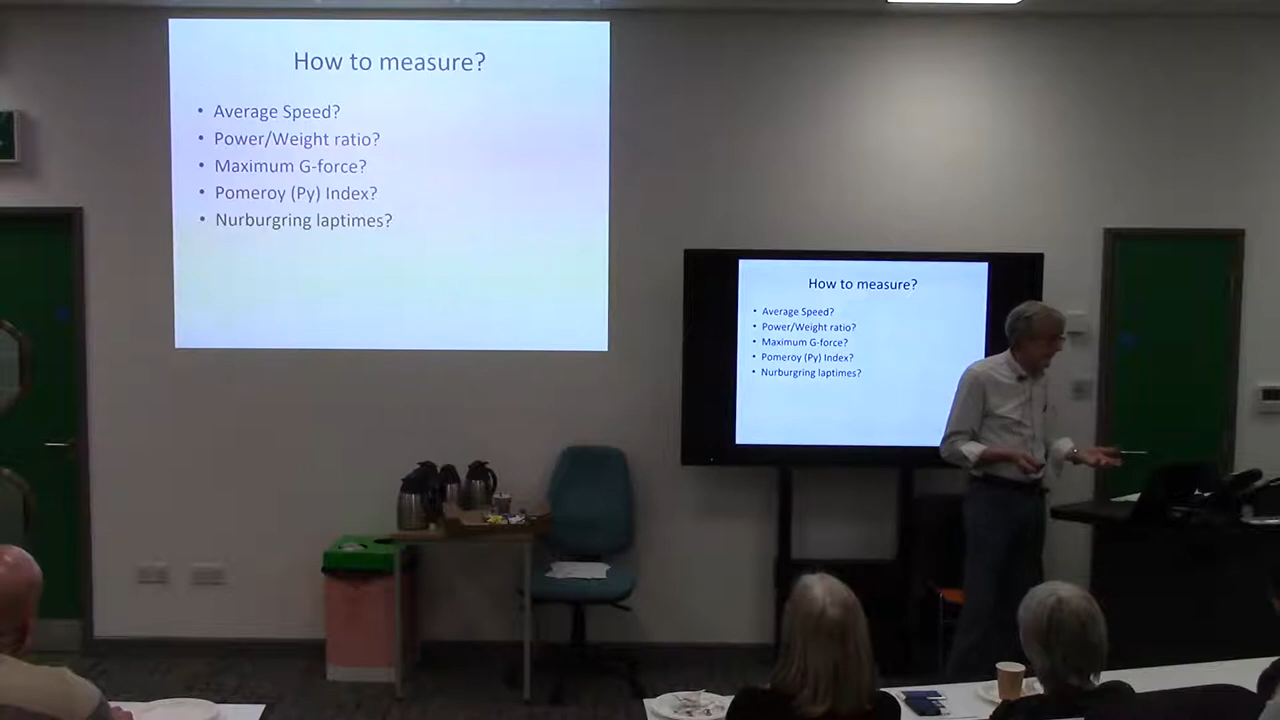 How to measure?
• Average Speed?
• Power/Weight ratio?
• Maximum G-force?
• Pomeroy (Py) Index?
• Nurburgring laptimes?
How to measure?
• Average Speed?
• Power/Weight ratio?
• Maximum G-force?
• Pomeroy (Py) Index?
• Nurburgring laptimes?